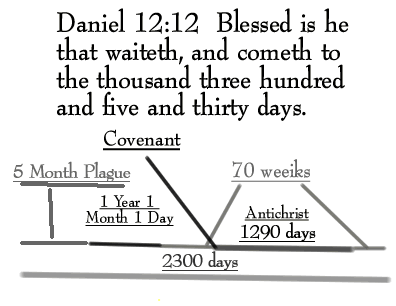 Daniel 12:12 Blessed is he
that waiteth, and cometh to
the thousand three hundred
and five and thirty days.
Covenant
5 Month Plague
70 weeiks
1 Year 1
Month 1 Day
Antichrist
1290 days
2300 days